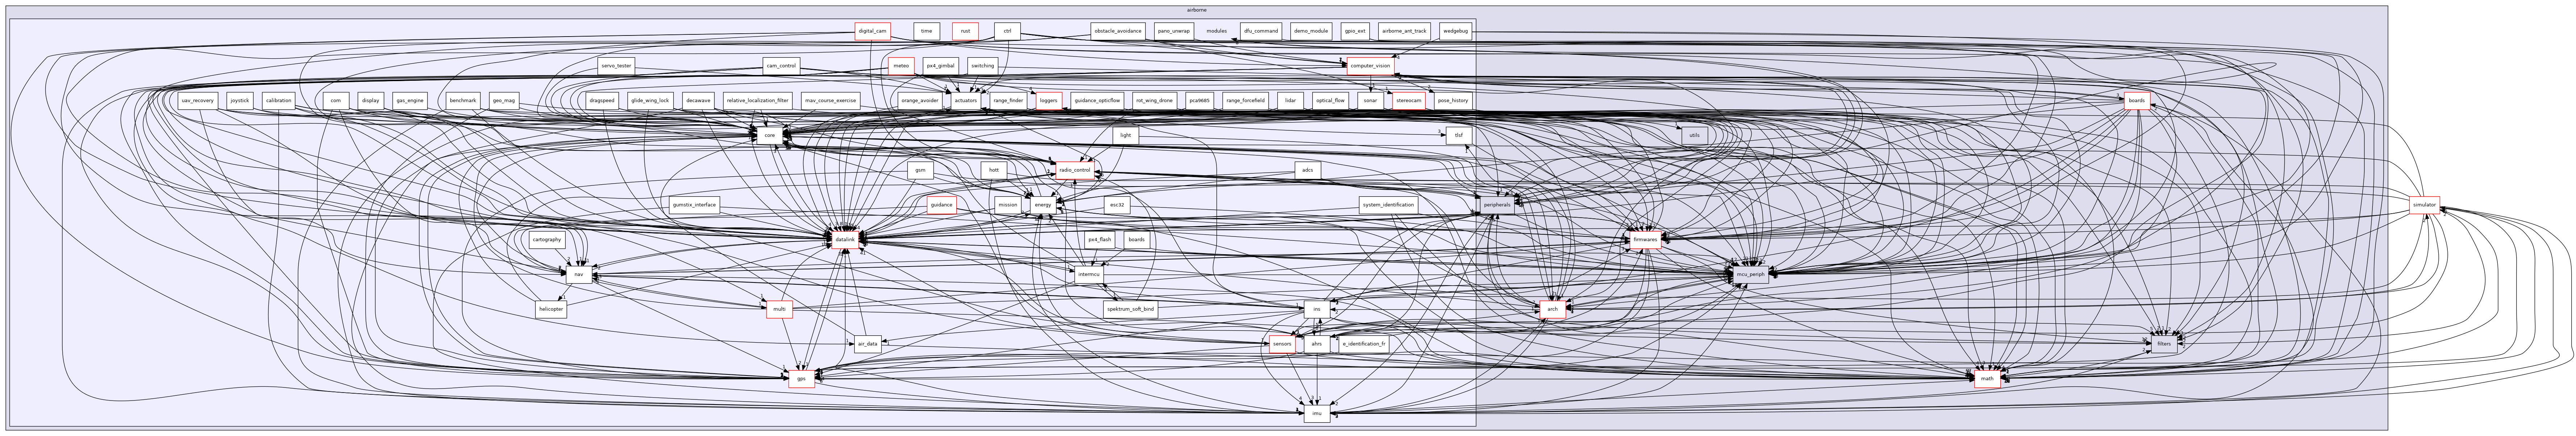 airborne
digital_cam
time
rust
ctrl
obstacle_avoidance
pano_unwrap
modules
dfu_command
demo_module
gpio_ext
airborne_ant_track
wedgebug
servo_tester
cam_control
meteo
px4_gimbal
switching
computer_vision
uav_recovery
joystick
calibration
com
display
gas_engine
benchmark
geo_mag
dragspeed
glide_wing_lock
decawave
relative_localization_filter
mav_course_exercise
orange_avoider
actuators
range_finder
loggers
guidance_opticflow
rot_wing_drone
pca9685
range_forcefield
lidar
optical_flow
sonar
stereocam
pose_history
boards
core
light
tlsf
utils
gsm
hott
radio_control
adcs
gumstix_interface
guidance
mission
energy
esc32
system_identification
peripherals
simulator
cartography
datalink
px4_flash
boards
firmwares
nav
intermcu
mcu_periph
helicopter
multi
spektrum_soft_bind
ins
arch
air_data
sensors
ahrs
e_identification_fr
filters
gps
math
imu